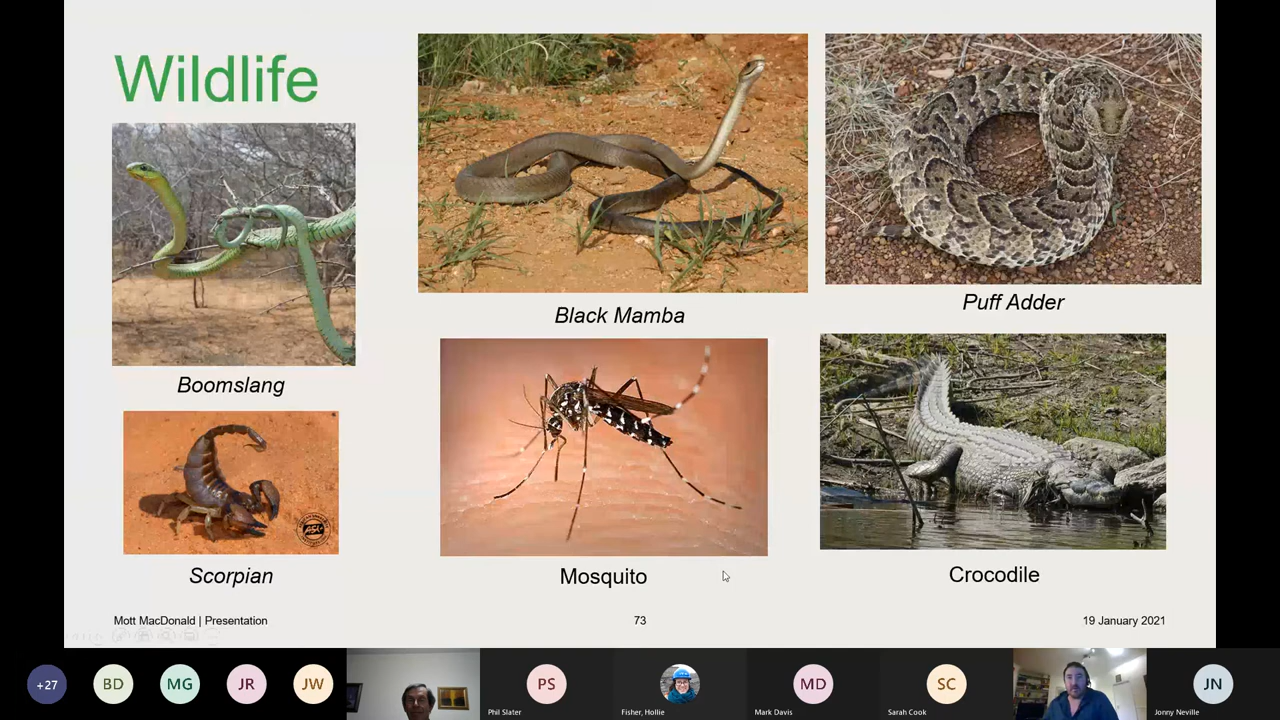 Wildlife
Boomslang
Black Mamba
Puff Adder
Scorpian
Mosquito
Crocodile
Mott MacDonald | Presentation
73
19 January 2021
+27
BD
MG
JR
JW
PS
Phil Slater
Fisher, Hollie
MD
Mark Davis
SC
Sarah Cook
JN
Jonny Neville